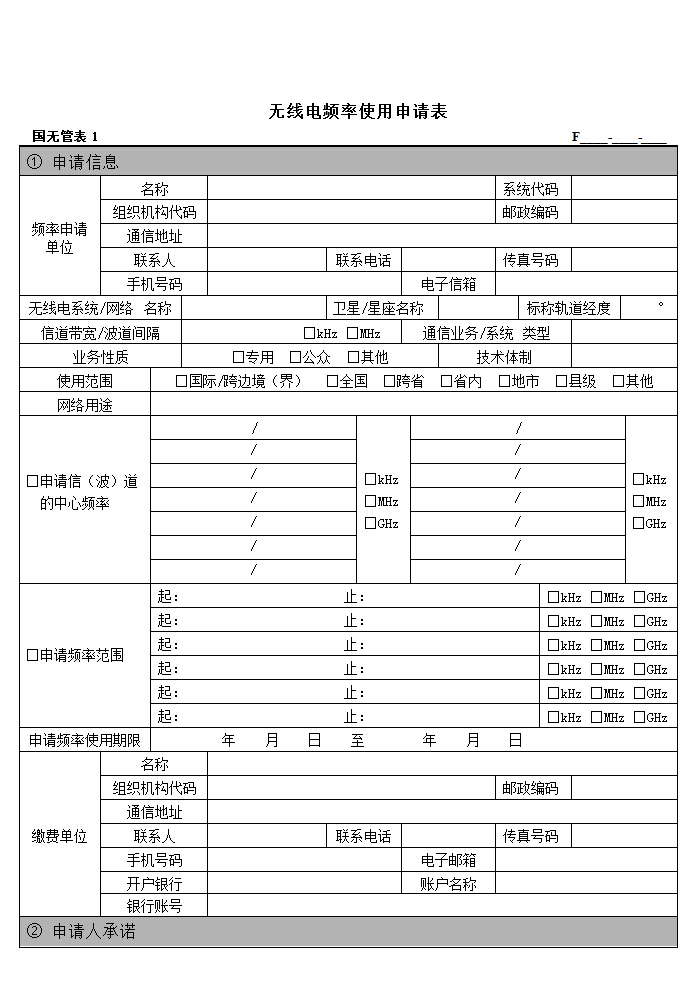 无线电频率使用申请表
国无管表 1 F____-____-____
① 申请信息
频率申请单位
名称 系统代码
组织机构代码 邮政编码
通信地址
联系人 联系电话 传真号码
手机号码 电子信箱
无线电系统/网络 名称 卫星/星座名称 标称轨道经度 °
信道带宽/波道间隔 □kHz □MHz 通信业务/系统 类型
业务性质 □专用 □公众 □其他 技术体制
使用范围 □国际/跨边境（界） □全国 □跨省 □省内 □地市 □县级 □其他
网络用途
□申请信（波）道
的中心频率
/ /
/ /
/ /
/ /
/ /
/ /
/ /
□kHz □kHz
□MHz □MHz
□GHz □GHz
□申请频率范围
起： 止： □kHz □MHz □GHz
起： 止： □kHz □MHz □GHz
起： 止： □kHz □MHz □GHz
起： 止： □kHz □MHz □GHz
起： 止： □kHz □MHz □GHz
起： 止： □kHz □MHz □GHz
申请频率使用期限 年 月 日 至 年 月 日
缴费单位
名称
组织机构代码 邮政编码
通信地址
联系人 联系电话 传真号码
手机号码 电子邮箱
开户银行 账户名称
银行账号
② 申请人承诺